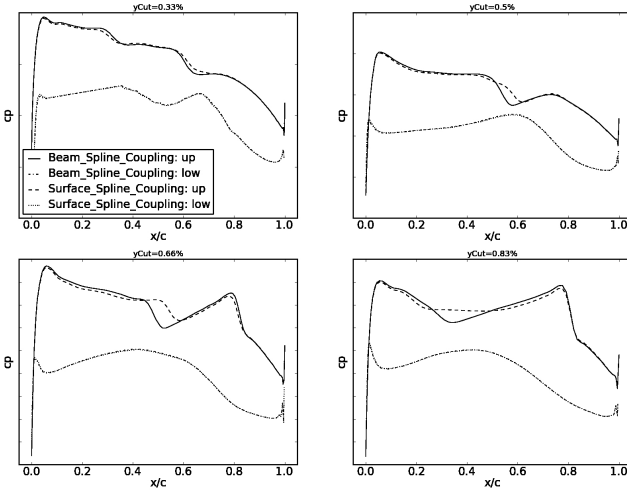 yCut=0.33%
cp
Beam_Spline_Coupling: up
Beam_Spline_Coupling: low
Surface_Spline_Coupling: up
Surface_Spline_Coupling: low
0.0 0.2 0.4 0.6 0.8 1.0
x/c
yCut=0.5%
cp
0.0 0.2 0.4 0.6 0.8 1.0
x/c
yCut=0.66%
cp
0.0 0.2 0.4 0.6 0.8 1.0
x/c
yCut=0.83%
cp
0.0 0.2 0.4 0.6 0.8 1.0
x/c